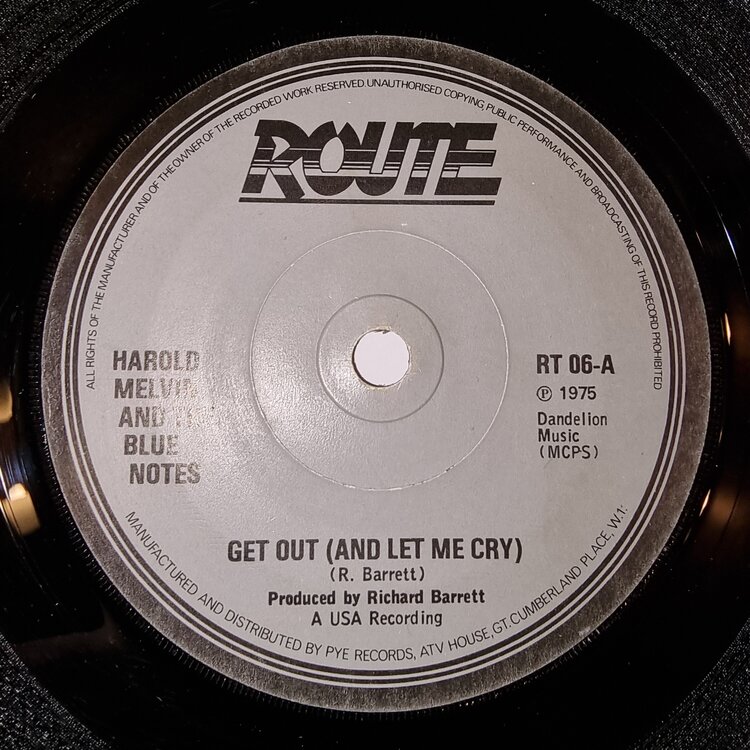 ALL RIGHTS OF THE MANUFACTURER AND OF THE OWNER OF THE RECORDED WORK RESERVED UNAUTHORISED COPYING, PUBLIC PERFORMANCE AND BROADCASTING OF THIS RECORD PROHIBITED
ROUTE
HAROLD
MELVIN
AND THE
BLUE
NOTES
RT 06-A
Ⓟ 1975
Dandelion
Music
(MCPS)
GET OUT (AND LET ME CRY)
(R. Barrett)
Produced by Richard Barrett
A USA Recording
MANUFACTURED AND DISTRIBUTED BY PYE RECORDS, ATV HOUSE, GT. CUMBERLAND PLACE, W.1.